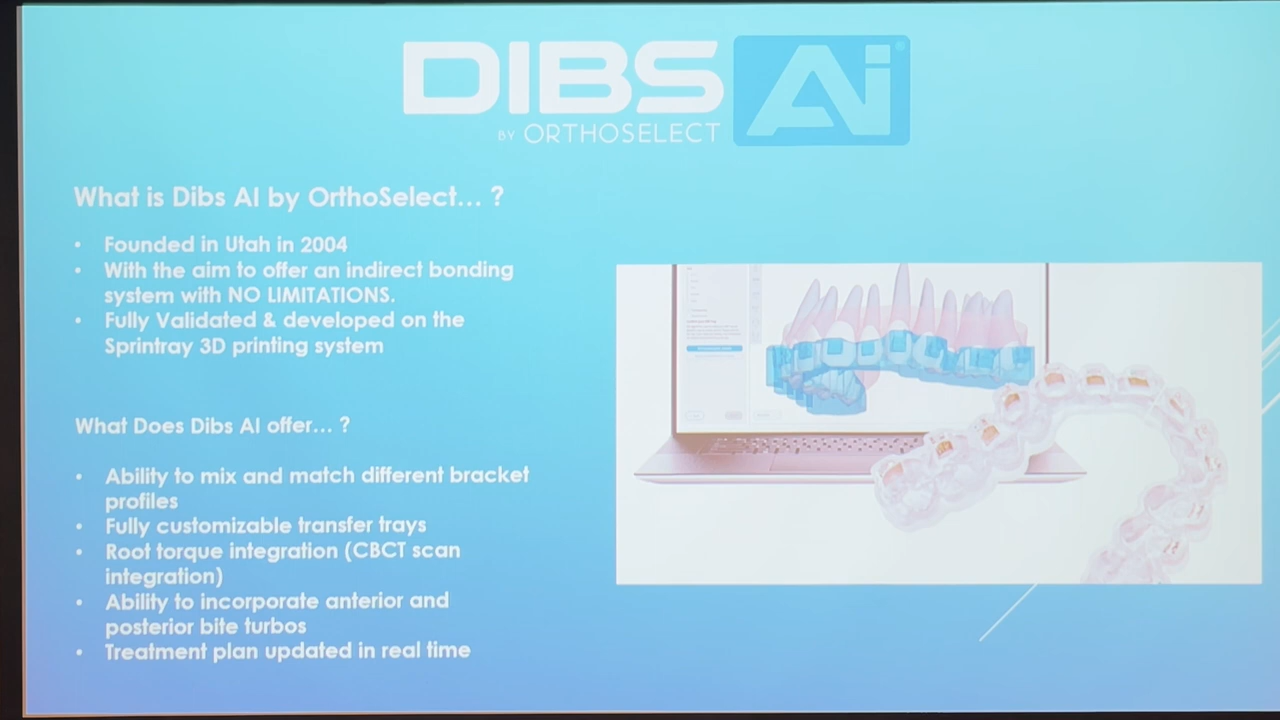 DIBS Ai®
BY ORTHOSELECT
What is Dibs AI by OrthoSelect... ?
• Founded in Utah in 2004
• With the aim to offer an indirect bonding
system with NO LIMITATIONS.
• Fully Validated & developed on the
Sprintray 3D printing system
What Does Dibs AI offer... ?
• Ability to mix and match different bracket
profiles
• Fully customizable transfer trays
• Root torque integration (CBCT scan
integration)
• Ability to incorporate anterior and
posterior bite turbos
• Treatment plan updated in real time